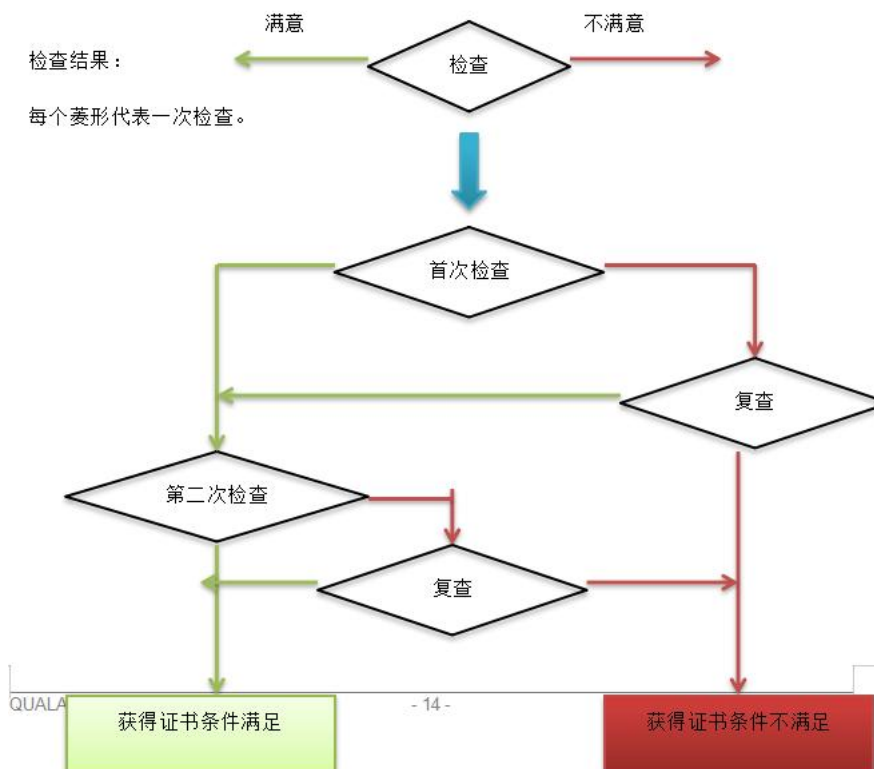 满意
不满意
检查结果：
检查
每个菱形代表一次检查。
首次检查
复查
第二次检查
复查
QUALA
- 14 -
获得证书条件满足
获得证书条件不满足